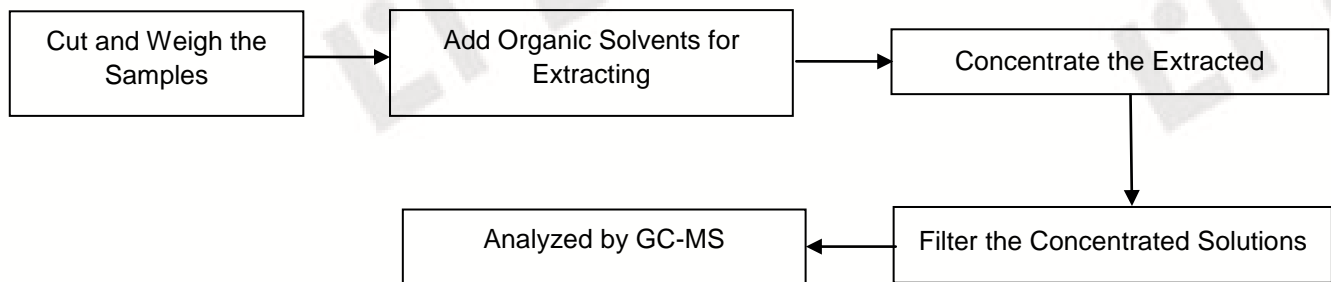 Cut and Weigh the
Samples
Add Organic Solvents for
Extracting
Concentrate the Extracted
Filter the Concentrated Solutions
Analyzed by GC-MS